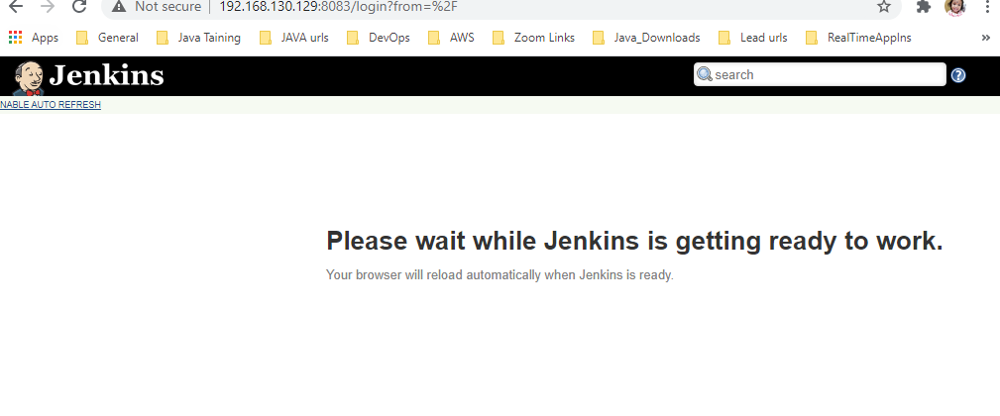 Not secure | 192.168.130.129:8083/login?from=%2F
Apps General Java Taining JAVA urls DevOps AWS Zoom Links Java_Downloads Lead urls RealTimeAppIns »
Jenkins search ?
NABLE AUTO REFRESH
Please wait while Jenkins is getting ready to work.
Your browser will reload automatically when Jenkins is ready.